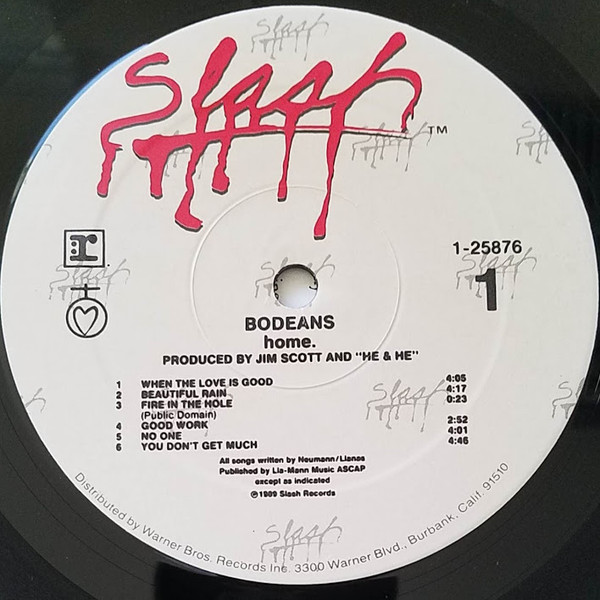 Slash™
r
1-25876
1
BODEANS
home.
PRODUCED BY JIM SCOTT AND "HE & HE"
1 WHEN THE LOVE IS GOOD 4:05
2 BEAUTIFUL RAIN 4:17
3 FIRE IN THE HOLE 0:23
(Public Domain)
4 GOOD WORK 2:52
5 NO ONE 4:01
6 YOU DON'T GET MUCH 4:46
All songs written by Neumann/Llanas
Published by Lla-Mann Music ASCAP
except as indicated
℗ 1989 Slash Records
Distributed by Warner Bros. Records Inc. 3300 Warner Blvd., Burbank, Calif. 91510